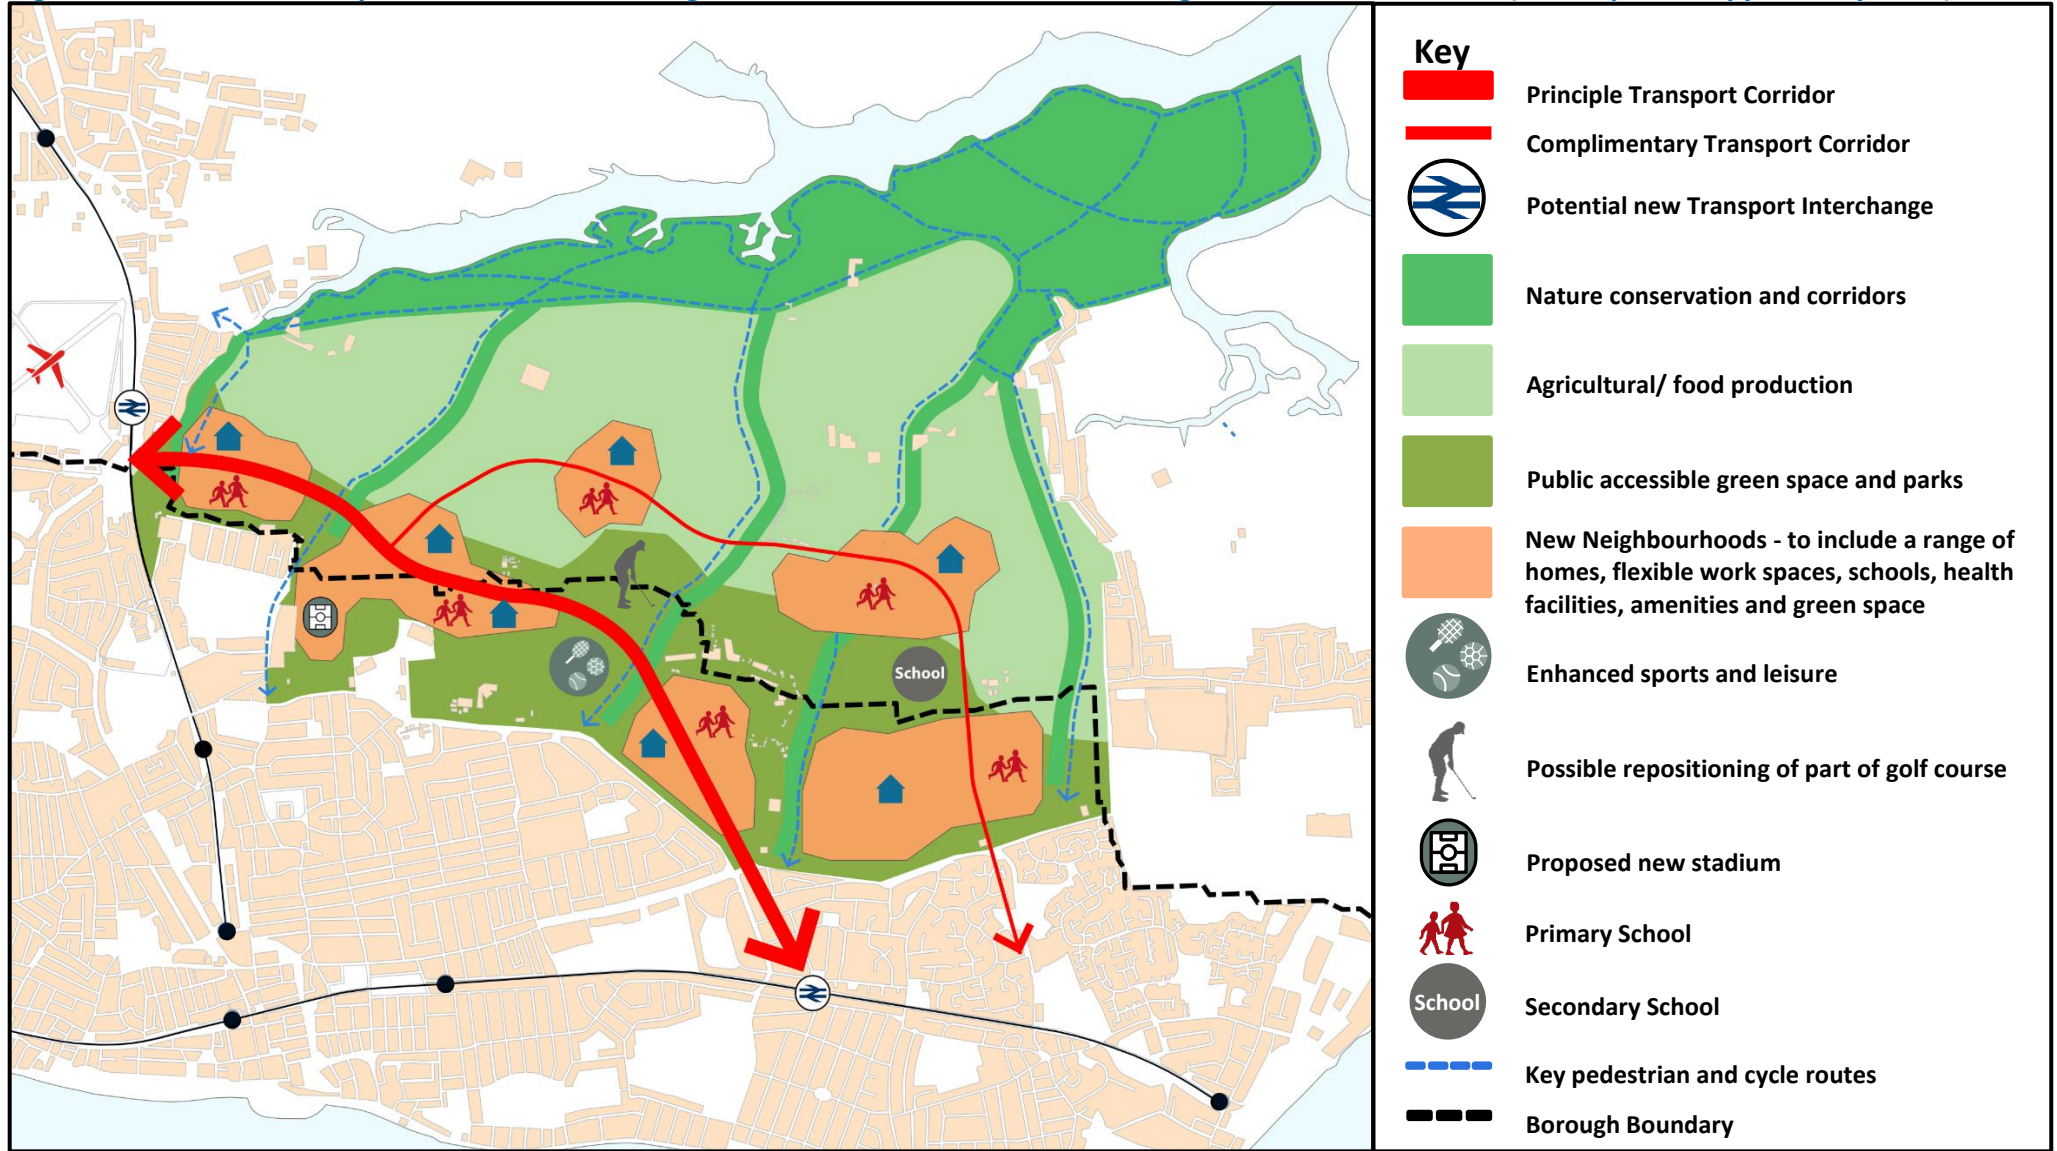 School
Key
Principle Transport Corridor
Complimentary Transport Corridor
Potential new Transport Interchange
Nature conservation and corridors
Agricultural/ food production
Public accessible green space and parks
New Neighbourhoods - to include a range of
homes, flexible work spaces, schools, health
facilities, amenities and green space
Enhanced sports and leisure
Possible repositioning of part of golf course
Proposed new stadium
Primary School
School
Secondary School
Key pedestrian and cycle routes
Borough Boundary